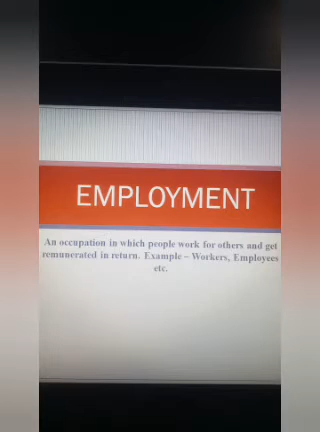 EMPLOYMENT
An occupation in which people work for others and get
remunerated in return. Example – Workers, Employees
etc.